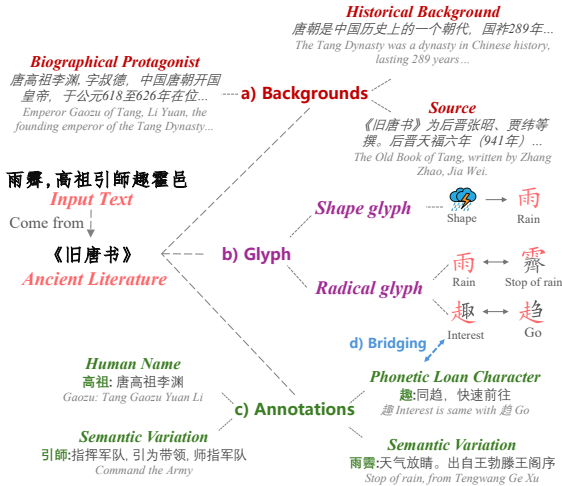 Historical Background
唐朝是中国历史上的一个朝代，国祚289年…
The Tang Dynasty was a dynasty in Chinese history,
lasting 289 years…
Biographical Protagonist
唐高祖李渊, 字叔德，中国唐朝开国
皇帝，于公元618至626年在位…
Emperor Gaozu of Tang, Li Yuan, the
founding emperor of the Tang Dynasty...
a) Backgrounds
Source
《旧唐书》为后晋张昭、贾纬等
撰。后晋天福六年（941年）…
The Old Book of Tang, written by Zhang
Zhao, Jia Wei.
雨霽,高祖引師趣霍邑
Input Text
Come from
《旧唐书》
Ancient Literature
b) Glyph
Shape glyph
Shape
雨
Rain
Radical glyph
雨
Rain
霽
Stop of rain
趣
Interest
趋
Go
d) Bridging
Human Name
高祖: 唐高祖李渊
Gaozu: Tang Gaozu Yuan Li
c) Annotations
Semantic Variation
引師:指挥军队, 引为带领, 师指军队
Command the Army
Phonetic Loan Character
趣:同趋，快速前往
趣 Interest is same with 趋 Go
Semantic Variation
雨霽:天气放晴。出自王勃滕王阁序
Stop of rain, from Tengwang Ge Xu